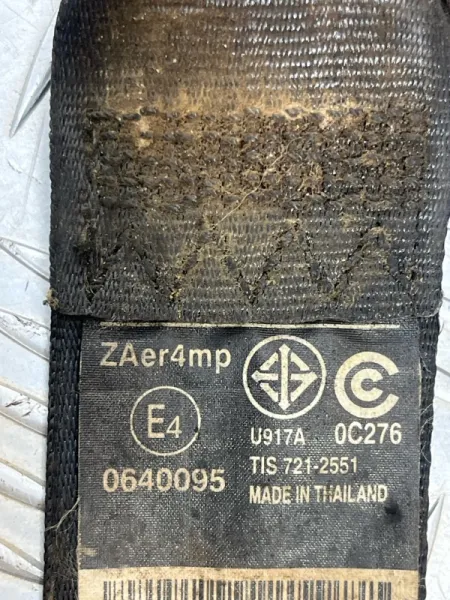 ZAer4mp
E4
0640095
U917A
0C276
TIS 721-2551
MADE IN THAILAND